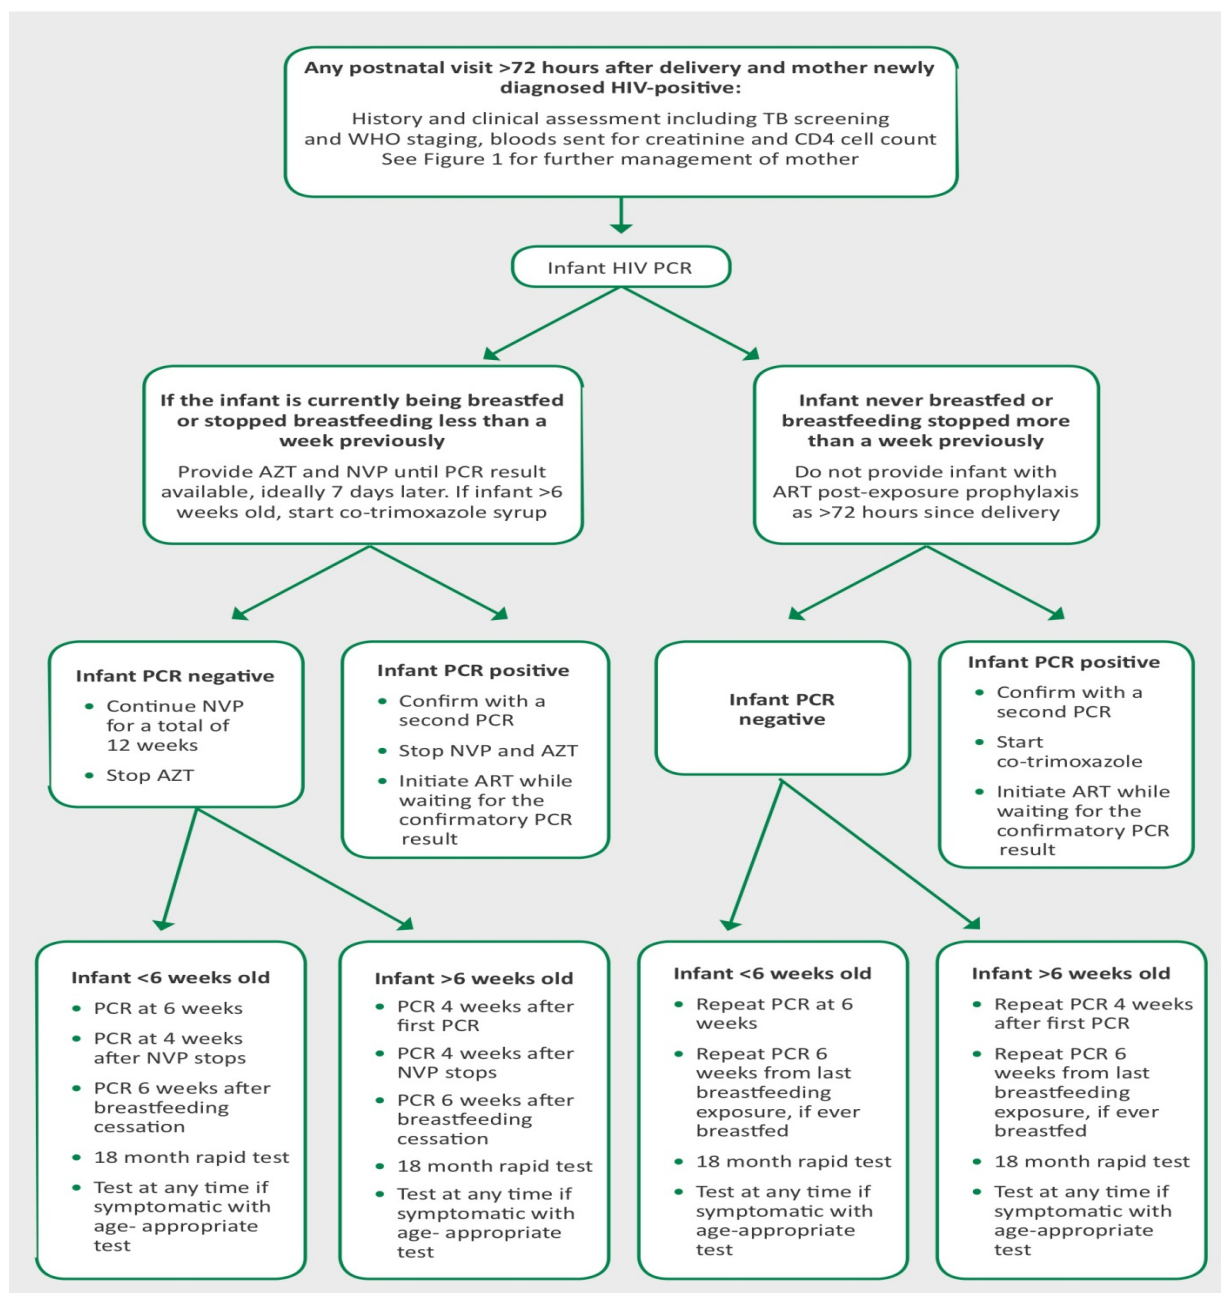 Any postnatal visit >72 hours after delivery and mother newly
diagnosed HIV-positive:
History and clinical assessment including TB screening
and WHO staging, bloods sent for creatinine and CD4 cell count
See Figure 1 for further management of mother
Infant HIV PCR
If the infant is currently being breastfed
or stopped breastfeeding less than a
week previously
Provide AZT and NVP until PCR result
available, ideally 7 days later. If infant >6
weeks old, start co-trimoxazole syrup
Infant never breastfed or
breastfeeding stopped more
than a week previously
Do not provide infant with
ART post-exposure prophylaxis
as >72 hours since delivery
Infant PCR negative
• Continue NVP
for a total of
12 weeks
• Stop AZT
Infant PCR positive
• Confirm with a
second PCR
• Stop NVP and AZT
• Initiate ART while
waiting for the
confirmatory PCR
result
Infant PCR
negative
Infant PCR positive
• Confirm with a
second PCR
• Start
co-trimoxazole
• Initiate ART while
waiting for the
confirmatory PCR
result
Infant <6 weeks old
• PCR at 6 weeks
• PCR at 4 weeks
after NVP stops
• PCR 6 weeks after
breastfeeding
cessation
• 18 month rapid test
• Test at any time if
symptomatic with
age- appropriate
test
Infant >6 weeks old
• PCR 4 weeks after
first PCR
• PCR 4 weeks after
NVP stops
• PCR 6 weeks after
breastfeeding
cessation
• 18 month rapid test
• Test at any time if
symptomatic with
age- appropriate
test
Infant <6 weeks old
• Repeat PCR at 6
weeks
• Repeat PCR 6
weeks from last
breastfeeding
exposure, if ever
breastfed
• 18 month rapid test
• Test at any time if
symptomatic with
age-appropriate
test
Infant >6 weeks old
• Repeat PCR 4 weeks
after first PCR
• Repeat PCR 6
weeks from last
breastfeeding
exposure, if ever
breastfed
• 18 month rapid test
• Test at any time if
symptomatic with
age-appropriate
test